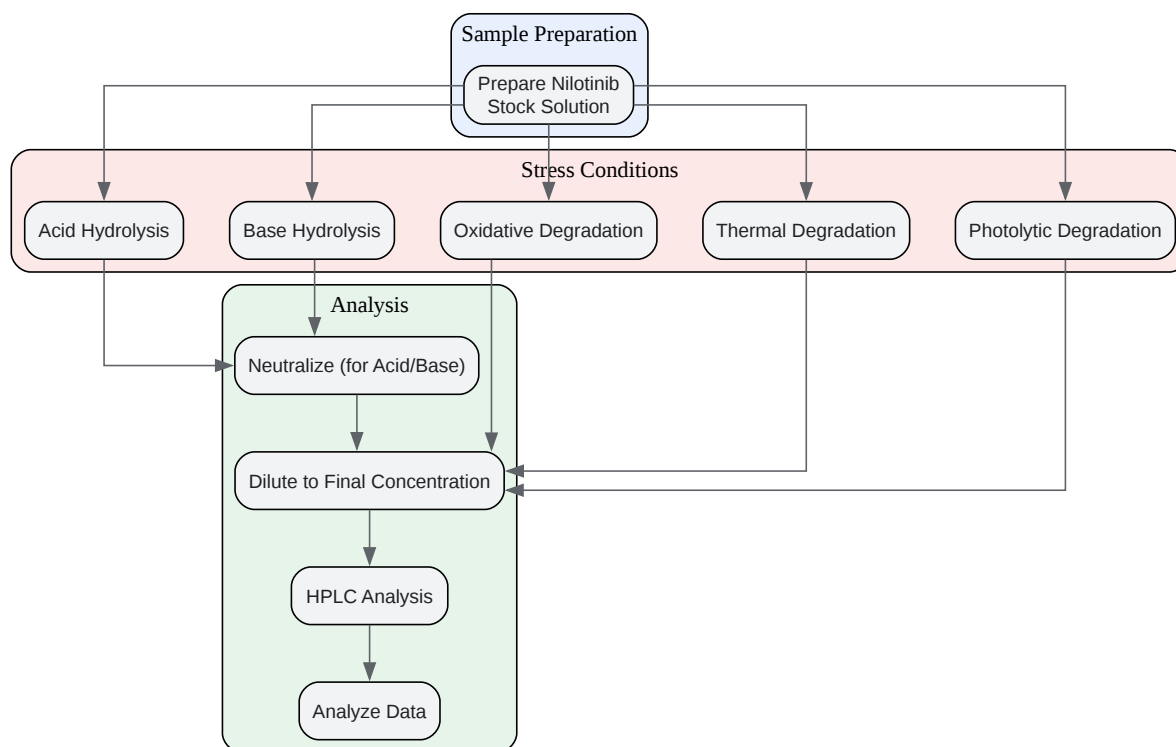 Sample Preparation
Prepare Nilotinib
Stock Solution
Stress Conditions
Acid Hydrolysis
Base Hydrolysis
Oxidative Degradation
Thermal Degradation
Photolytic Degradation
Analysis
Neutralize (for Acid/Base)
Dilute to Final Concentration
HPLC Analysis
Analyze Data